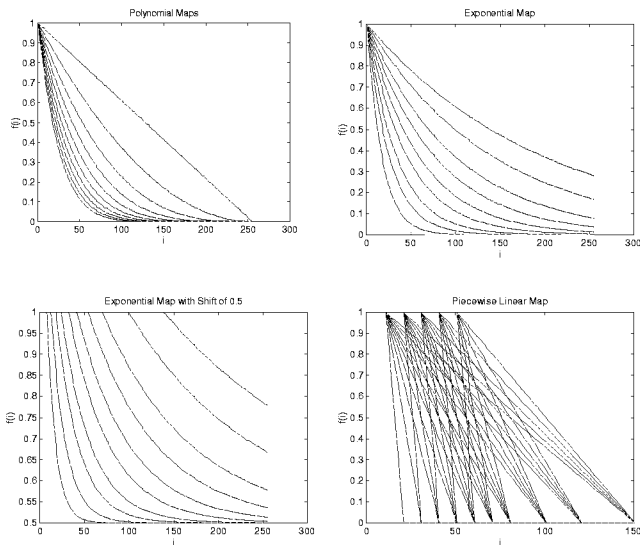 Polynomial Maps
1
0.9
0.8
0.7
0.6
0.5
0.4
0.3
0.2
0.1
0
f(i)
0 50 100 150 200 250 300
i
Exponential Map
1
0.9
0.8
0.7
0.6
0.5
0.4
0.3
0.2
0.1
0
f(i)
0 50 100 150 200 250 300
i
Exponential Map with Shift of 0.5
1
0.95
0.9
0.85
0.8
0.75
0.7
0.65
0.6
0.55
0.5
f(i)
0 50 100 150 200 250 300
i
Piecewise Linear Map
1
0.9
0.8
0.7
0.6
0.5
0.4
0.3
0.2
0.1
0
f(i)
0 50 100 150
i